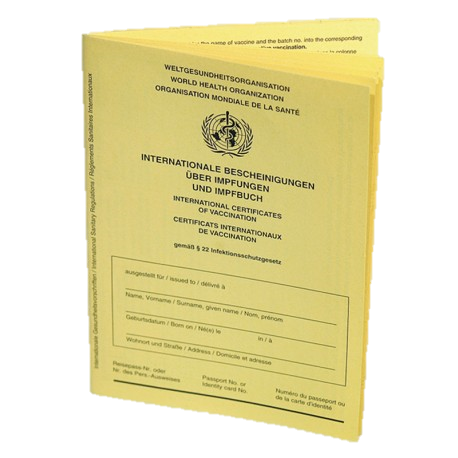 the name of vaccine and the batch no. into the corresponding
vaccination.
WELTGESUNDHEITSORGANISATION
WORLD HEALTH ORGANIZATION
ORGANISATION MONDIALE DE LA SANTÉ
INTERNATIONALE BESCHEINIGUNGEN
ÜBER IMPFUNGEN
UND IMPFBUCH
INTERNATIONAL CERTIFICATES
OF VACCINATION
CERTIFICATS INTERNATIONAUX
DE VACCINATION
gemäß § 22 Infektionsschutzgesetz
ausgestellt für / issued to / délivré à
Name, Vorname / Surname, given name / Nom, prénom
Geburtsdatum / Born on / Né(e) le in / à
Wohnort und Straße / Address / Domicile et adresse
Reisepass-Nr. oder Passport No. or Numéro du passeport ou
Nr. des Pers.-Ausweises Identity card No. de la carte d'identité
Internationale Gesundheitsvorschriften / International Sanitary Regulations / Règlements Sanitaires Internationaux